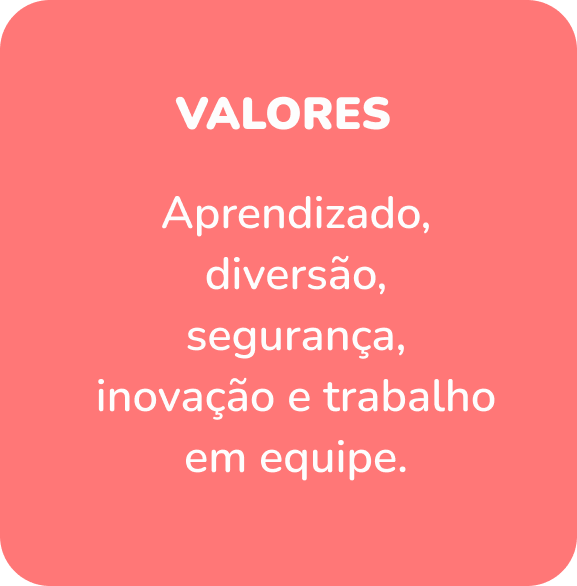 VALORES
Aprendizado,
diversão,
segurança,
inovação e trabalho
em equipe.